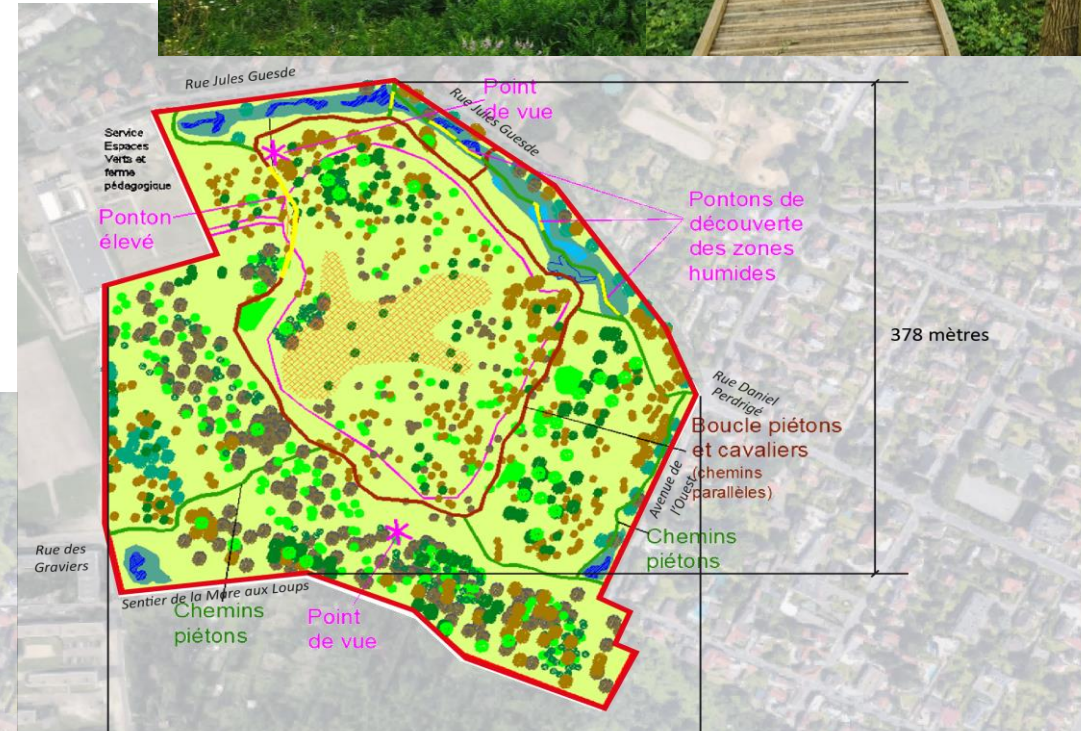 Rue Jules Guesde
Point
de vue
Rue Jules Guesde
Service
Espaces
Verts et
ferme
pédagogique
Ponton
élevé
Pontons de
découverte
des zones
humides
378 mètres
Rue Daniel
Perdrigé
Boucle piétons
et cavaliers
(chemins
parallèles)
Avenue de
l'Ouest
Chemins
piétons
Rue des
Graviers
Sentier de la Mare aux Loups
Chemins
piétons
Point
de vue